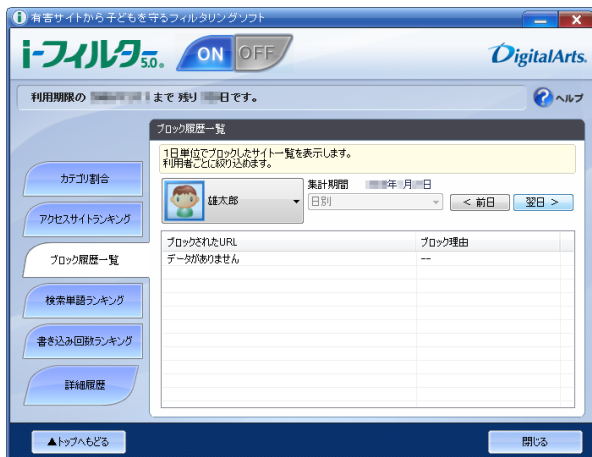 有害サイトから子どもを守るフィルタリングソフト
i-フィルター5.0. ON OFF DigitalArts.
利用期限の まで 残り 日です。 ヘルプ
ブロック履歴一覧
1日単位でブロックしたサイト一覧を表示します。
利用者ごとに絞り込めます。
雄太郎
集計期間 年 月 日
日別 < 前日 翌日 >
カテゴリ割合
アクセスサイトランキング
ブロック履歴一覧
検索単語ランキング
書き込み回数ランキング
詳細履歴
ブロックされたURL ブロック理由
データがありません --
▲トップへもどる 閉じる